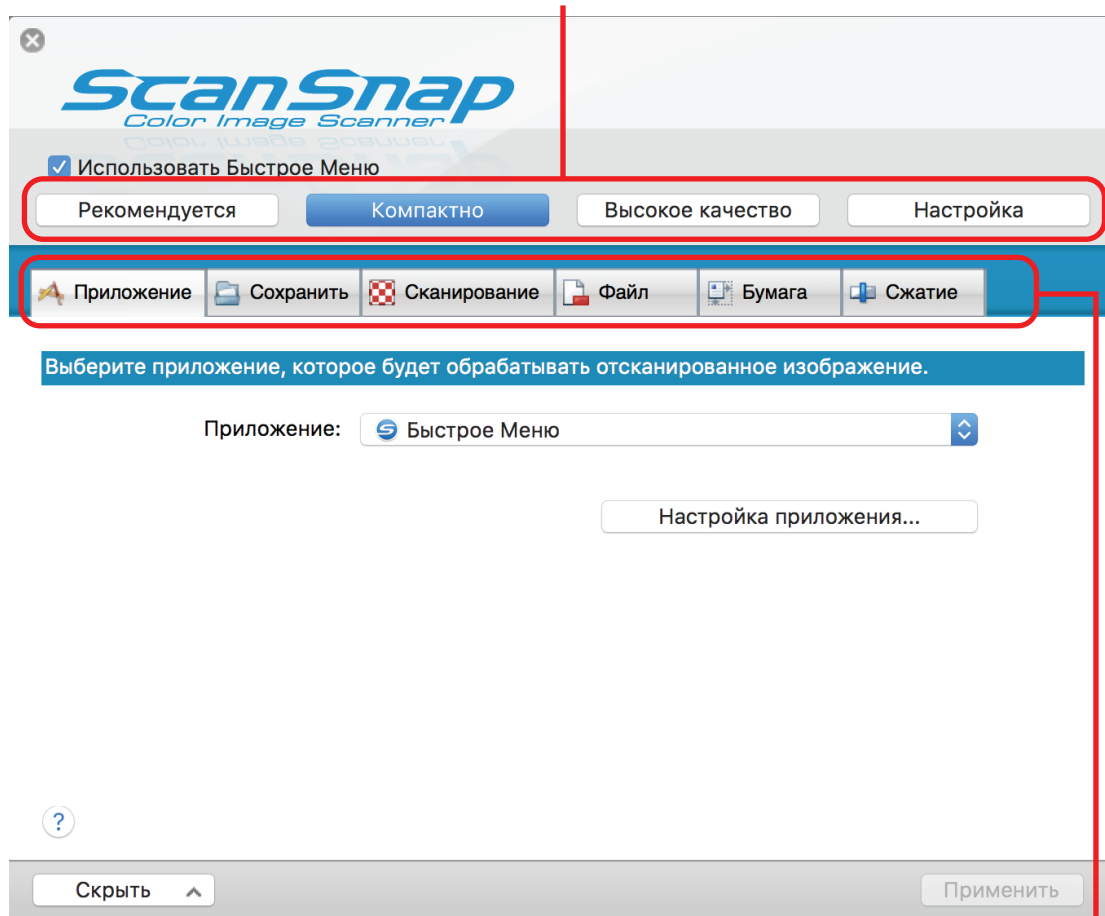 ScanSnap
Color Image Scanner
Использовать Быстрое Меню
Рекомендуется Компактно Высокое качество Настройка
Приложение Сохранить Сканирование Файл Бумага Сжатие
Выберите приложение, которое будет обрабатывать отсканированное изображение.
Приложение: Быстрое Меню
Настройка приложения...
?
Скрыть Применить